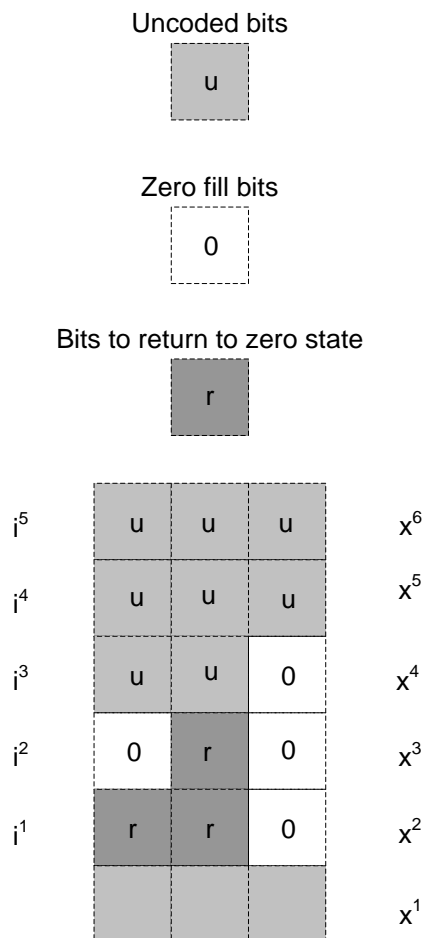 Uncoded bits
u
Zero fill bits
0
Bits to return to zero state
r
i⁵ u u u x⁶
i⁴ u u u x⁵
i³ u u 0 x⁴
i² 0 r 0 x³
i¹ r r 0 x²
x¹